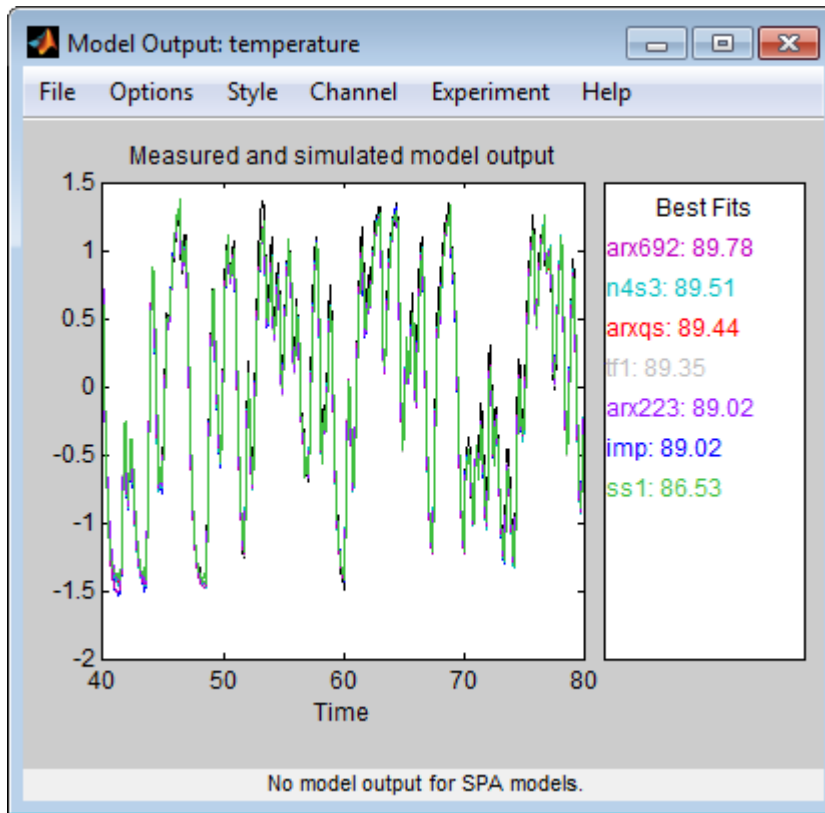 Model Output: temperature
File Options Style Channel Experiment Help
Measured and simulated model output
1.5
1
0.5
0
-0.5
-1
-1.5
-2
40 50 60 70 80
Time
Best Fits
arx692: 89.78
n4s3: 89.51
arxqs: 89.44
tf1: 89.35
arx223: 89.02
imp: 89.02
ss1: 86.53
No model output for SPA models.